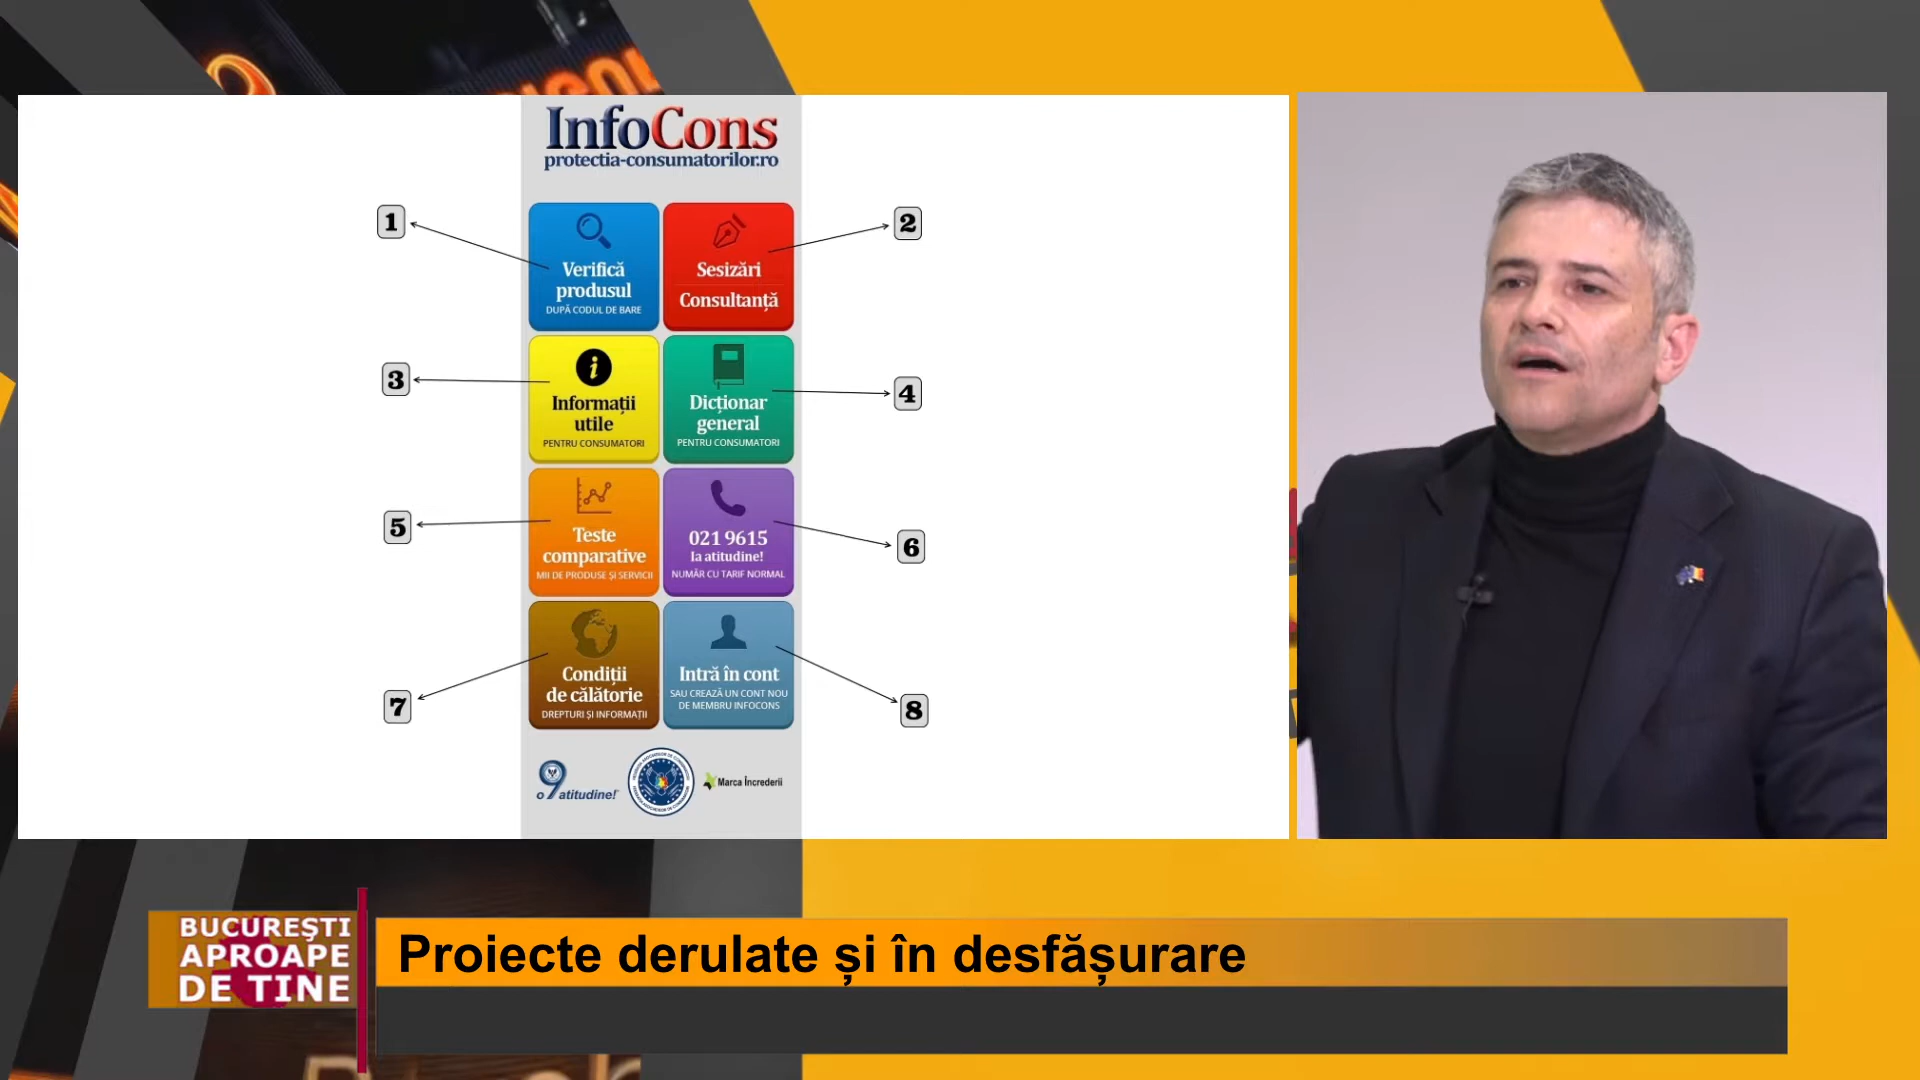 InfoCons
protectia-consumatorilor.ro
1
2
Verifică
produsul
DUPĂ CODUL DE BARE
Sesizări
Consultanță
3
4
Informații
utile
PENTRU CONSUMATORI
Dicționar
general
PENTRU CONSUMATORI
5
6
Teste
comparative
MII DE PRODUSE ȘI SERVICII
021 9615
Ia atitudine!
NUMĂR CU TARIF NORMAL
7
8
Condiții
de călătorie
DREPTURI ȘI INFORMAȚII
Intră în cont
SAU CREAZĂ UN CONT NOU
DE MEMBRU INFOCONS
o 9 atitudine!
Marca Încrederii
BUCUREŞTI
APROAPE
DE TINE
Proiecte derulate și în desfășurare